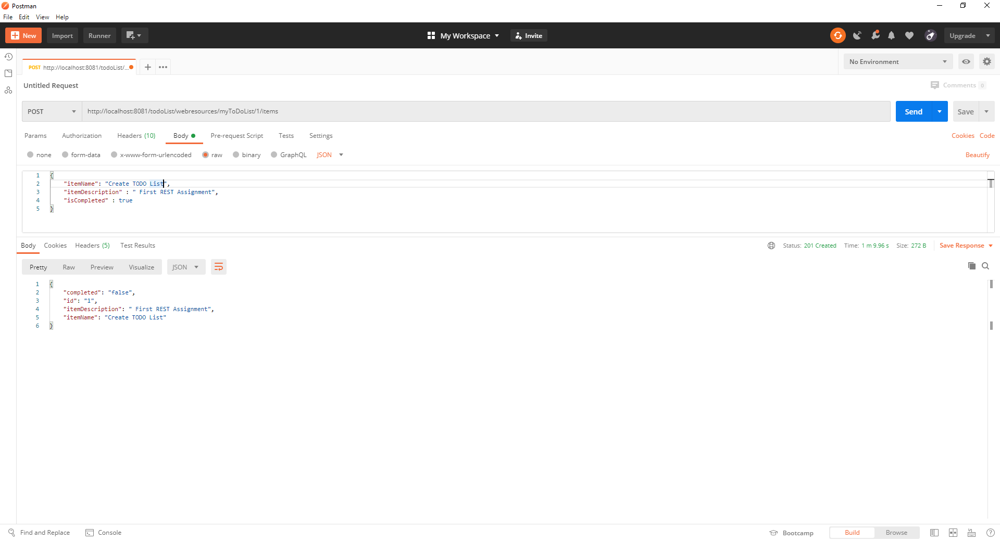 Postman
File Edit View Help
New Import Runner My Workspace Invite Upgrade
POST http://localhost:8081/todoList/... No Environment
Untitled Request Comments 0
POST http://localhost:8081/todoList/webresources/myToDoList/1/items Send Save
Params Authorization Headers (10) Body Pre-request Script Tests Settings Cookies Code
none form-data x-www-form-urlencoded raw binary GraphQL JSON Beautify
1 {
2 "itemName": "Create TODO List",
3 "itemDescription" : " First REST Assignment",
4 "isCompleted" : true
5 }
Body Cookies Headers (5) Test Results Status: 201 Created Time: 1 m 9.96 s Size: 272 B Save Response
Pretty Raw Preview Visualize JSON
1 {
2 "completed": "false",
3 "id": "1",
4 "itemDescription": " First REST Assignment",
5 "itemName": "Create TODO List"
6 }
Find and Replace Console Bootcamp Build Browse